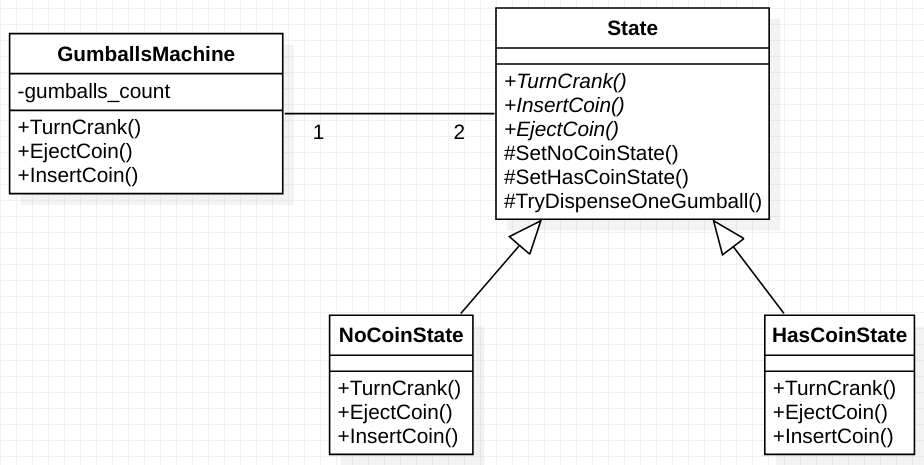 GumballsMachine
-gumballs_count
+TurnCrank()
+EjectCoin()
+InsertCoin()
1
2
State
+TurnCrank()
+InsertCoin()
+EjectCoin()
#SetNoCoinState()
#SetHasCoinState()
#TryDispenseOneGumball()
NoCoinState
+TurnCrank()
+EjectCoin()
+InsertCoin()
HasCoinState
+TurnCrank()
+EjectCoin()
+InsertCoin()